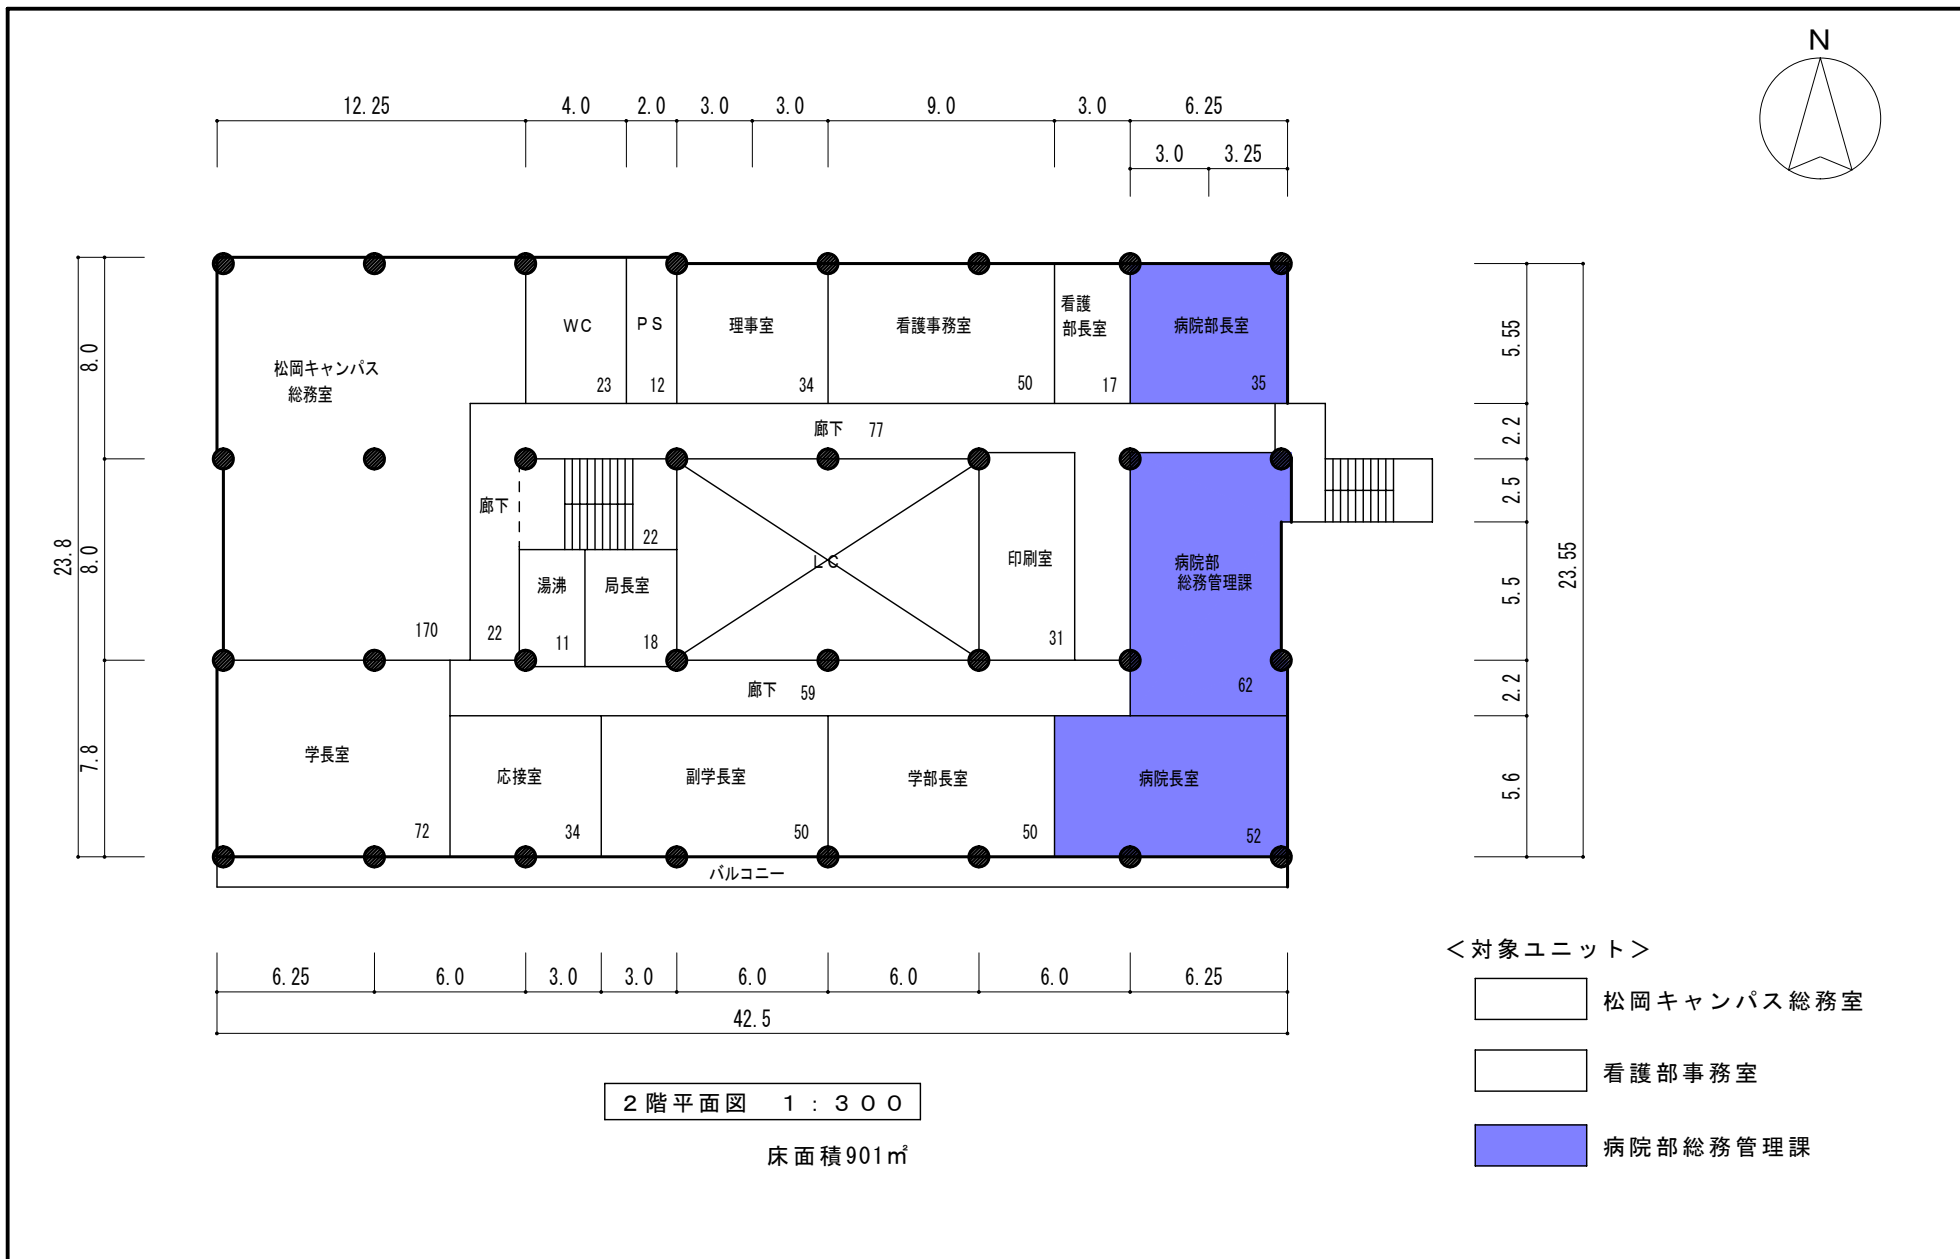 N
12.25 4.0 2.0 3.0 3.0 9.0 3.0 6.25
3.0 3.25
23.8
8.0
8.0
7.8
松岡キャンパス
総務室
170
WC
23
PS
12
理事室
34
看護事務室
50
看護
部長室
17
病院部長室
35
廊下 77
廊下
22
22
湯沸
11
局長室
18
LC
印刷室
31
病院部
総務管理課
62
廊下 59
学長室
72
応接室
34
副学長室
50
学部長室
50
病院長室
52
バルコニー
5.55
2.2
2.5
5.5
2.2
5.6
23.55
6.25 6.0 3.0 3.0 6.0 6.0 6.0 6.25
42.5
2階平面図 1:300
床面積901㎡
<対象ユニット>
松岡キャンパス総務室
看護部事務室
病院部総務管理課